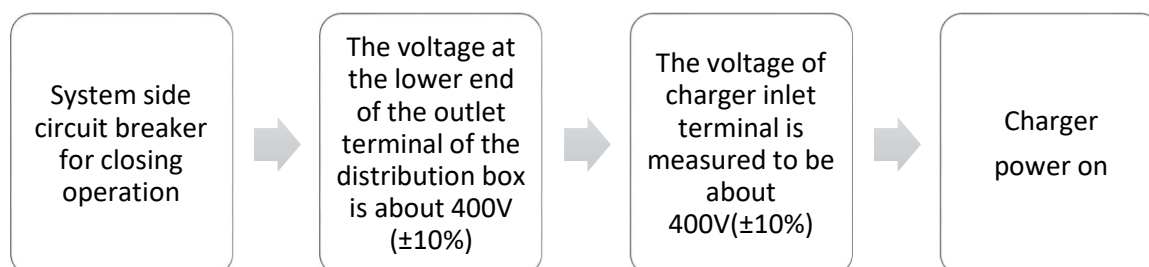 System side
circuit breaker
for closing
operation
The voltage at
the lower end
of the outlet
terminal of the
distribution box
is about 400V
(±10%)
The voltage of
charger inlet
terminal is
measured to be
about
400V(±10%)
Charger
power on